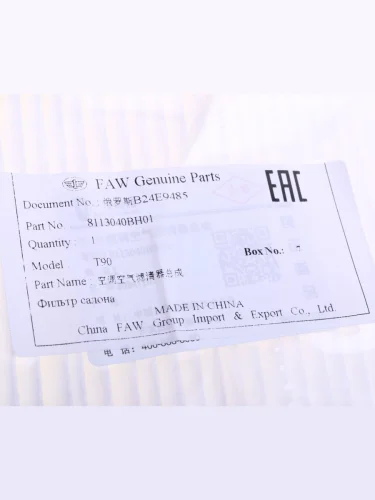 FAW Genuine Parts
EAC
Document No.: 俄罗斯B24E9485
Part No 8113040BH01
Quantity : 1
Model T90 Box No.: 7
Part Name : 空调空气滤清器总成
Фильтр салона
MADE IN CHINA
China FAW Group Import & Export Co., Ltd.
电 话: 400-